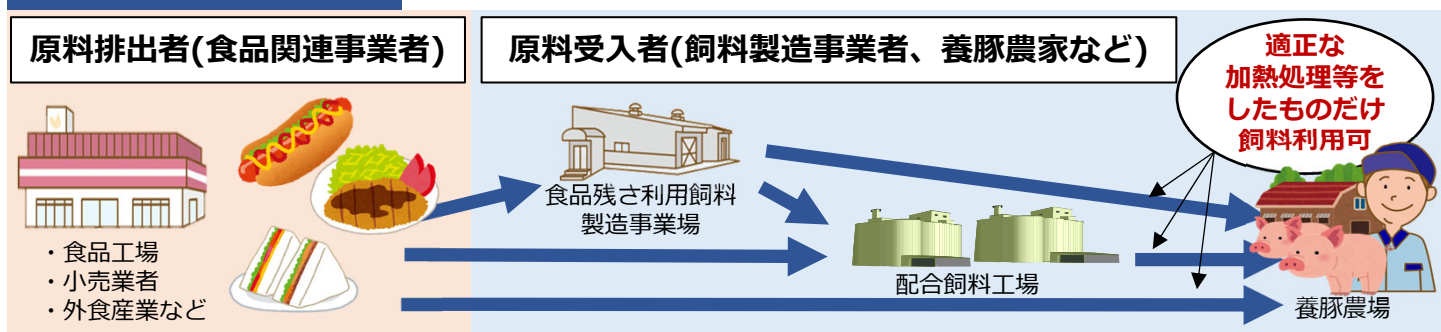 原料排出者(食品関連事業者)
原料受入者(飼料製造事業者、養豚農家など)
適正な
加熱処理等を
したものだけ
飼料利用可
食品残さ利用飼料
製造事業場
・食品工場
・小売業者
・外食産業など
配合飼料工場
養豚農場